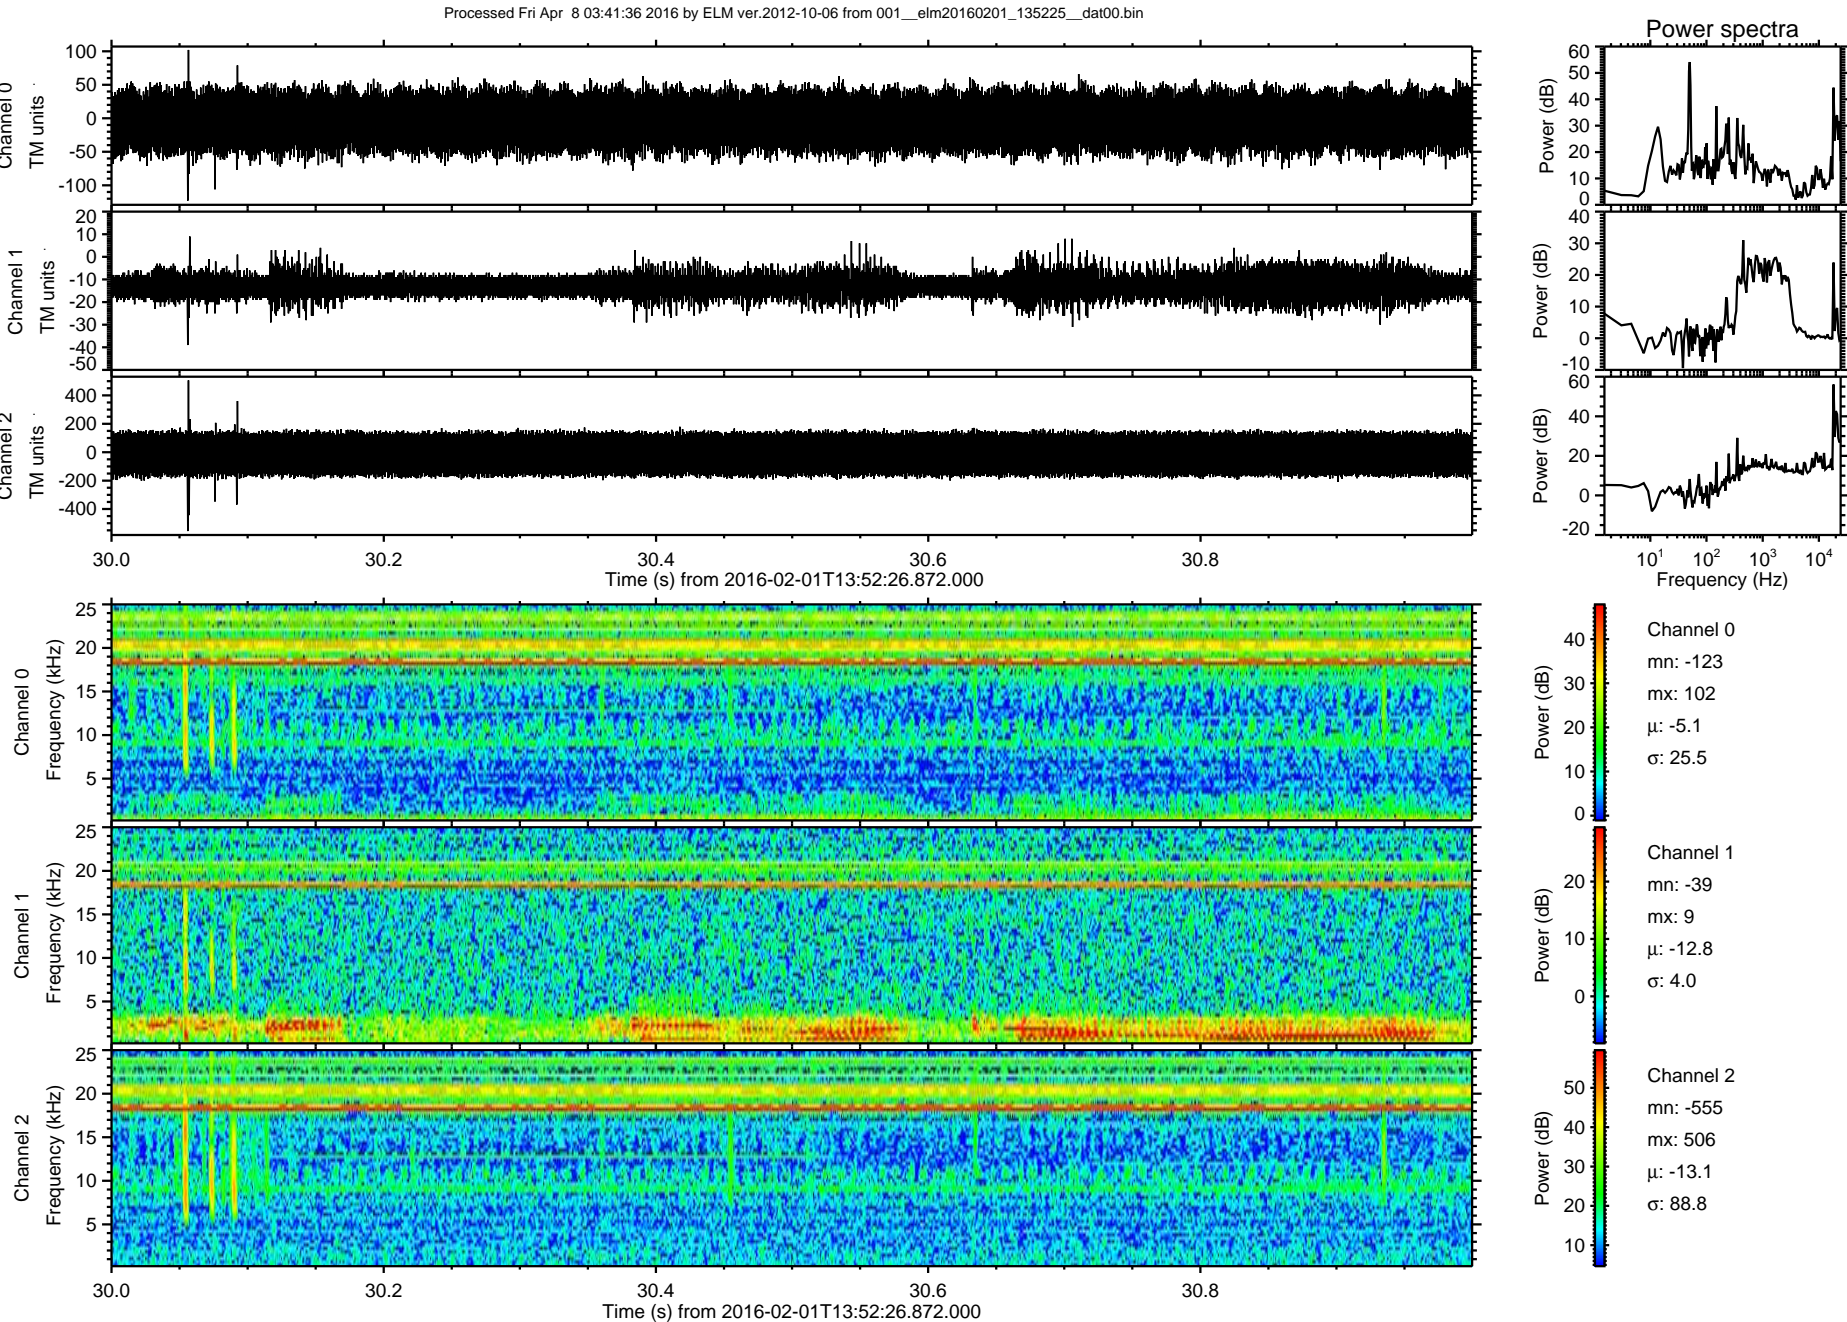 Processed Fri Apr  8 03:41:36 2016 by ELM ver.2012-10-06 from 001__elm20160201_135225__dat00.bin
Power spectra
Channel 0
TM units
100
50
0
-50
-100
Power (dB)
60
50
40
30
20
10
0
Channel 1
TM units
20
10
0
-10
-20
-30
-40
-50
Power (dB)
40
30
20
10
0
-10
Channel 2
TM units
400
200
0
-200
-400
Power (dB)
60
40
20
0
-20
30.0 30.2 30.4 30.6 30.8
Time (s) from 2016-02-01T13:52:26.872.000
10¹ 10² 10³ 10⁴
Frequency (Hz)
Channel 0
Frequency (kHz)
25
20
15
10
5
Power (dB)
40
30
20
10
0
Channel 0
mn: -123
mx: 102
μ: -5.1
σ: 25.5
Channel 1
Frequency (kHz)
25
20
15
10
5
Power (dB)
20
10
0
Channel 1
mn: -39
mx: 9
μ: -12.8
σ: 4.0
Channel 2
Frequency (kHz)
25
20
15
10
5
Power (dB)
50
40
30
20
10
Channel 2
mn: -555
mx: 506
μ: -13.1
σ: 88.8
30.0 30.2 30.4 30.6 30.8
Time (s) from 2016-02-01T13:52:26.872.000